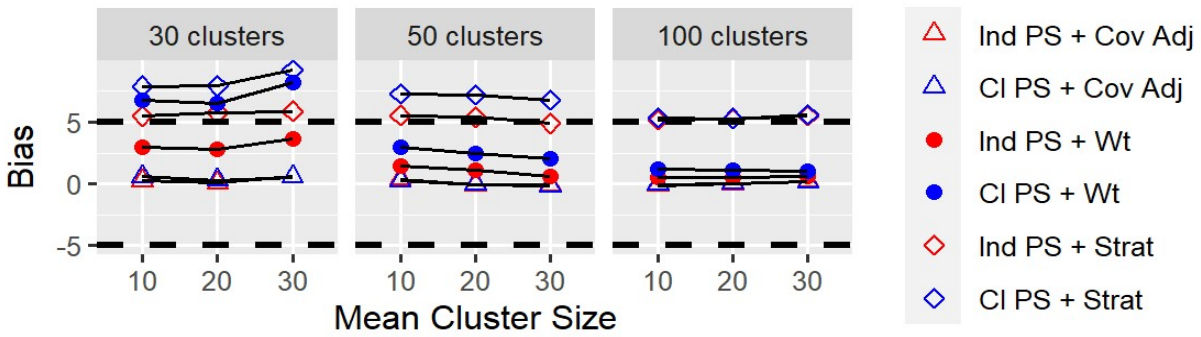 30 clusters
50 clusters
100 clusters
Bias
5
0
-5
10 20 30
10 20 30
10 20 30
Mean Cluster Size
Ind PS + Cov Adj
Cl PS + Cov Adj
Ind PS + Wt
Cl PS + Wt
Ind PS + Strat
Cl PS + Strat